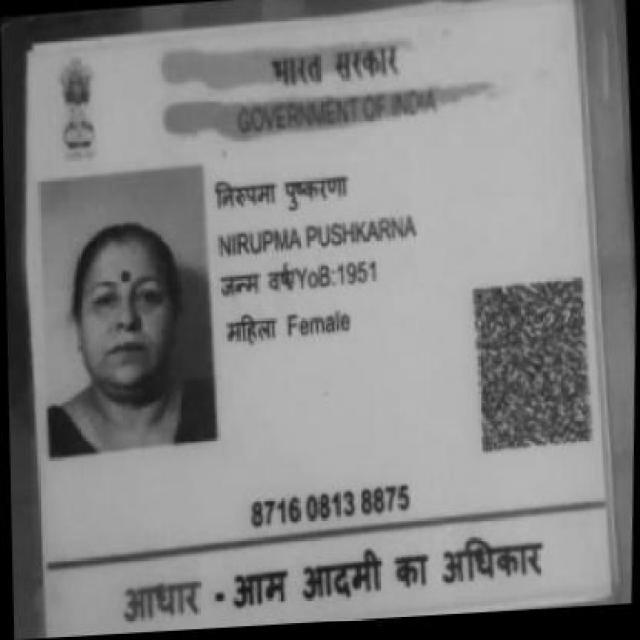 भारत सरकार
GOVERNMENT OF INDIA
निरुपमा पुष्करणा
NIRUPMA PUSHKARNA
जन्म वर्ष/YoB:1951
महिला Female
8716 0813 8875
आधार - आम आदमी का अधिकार